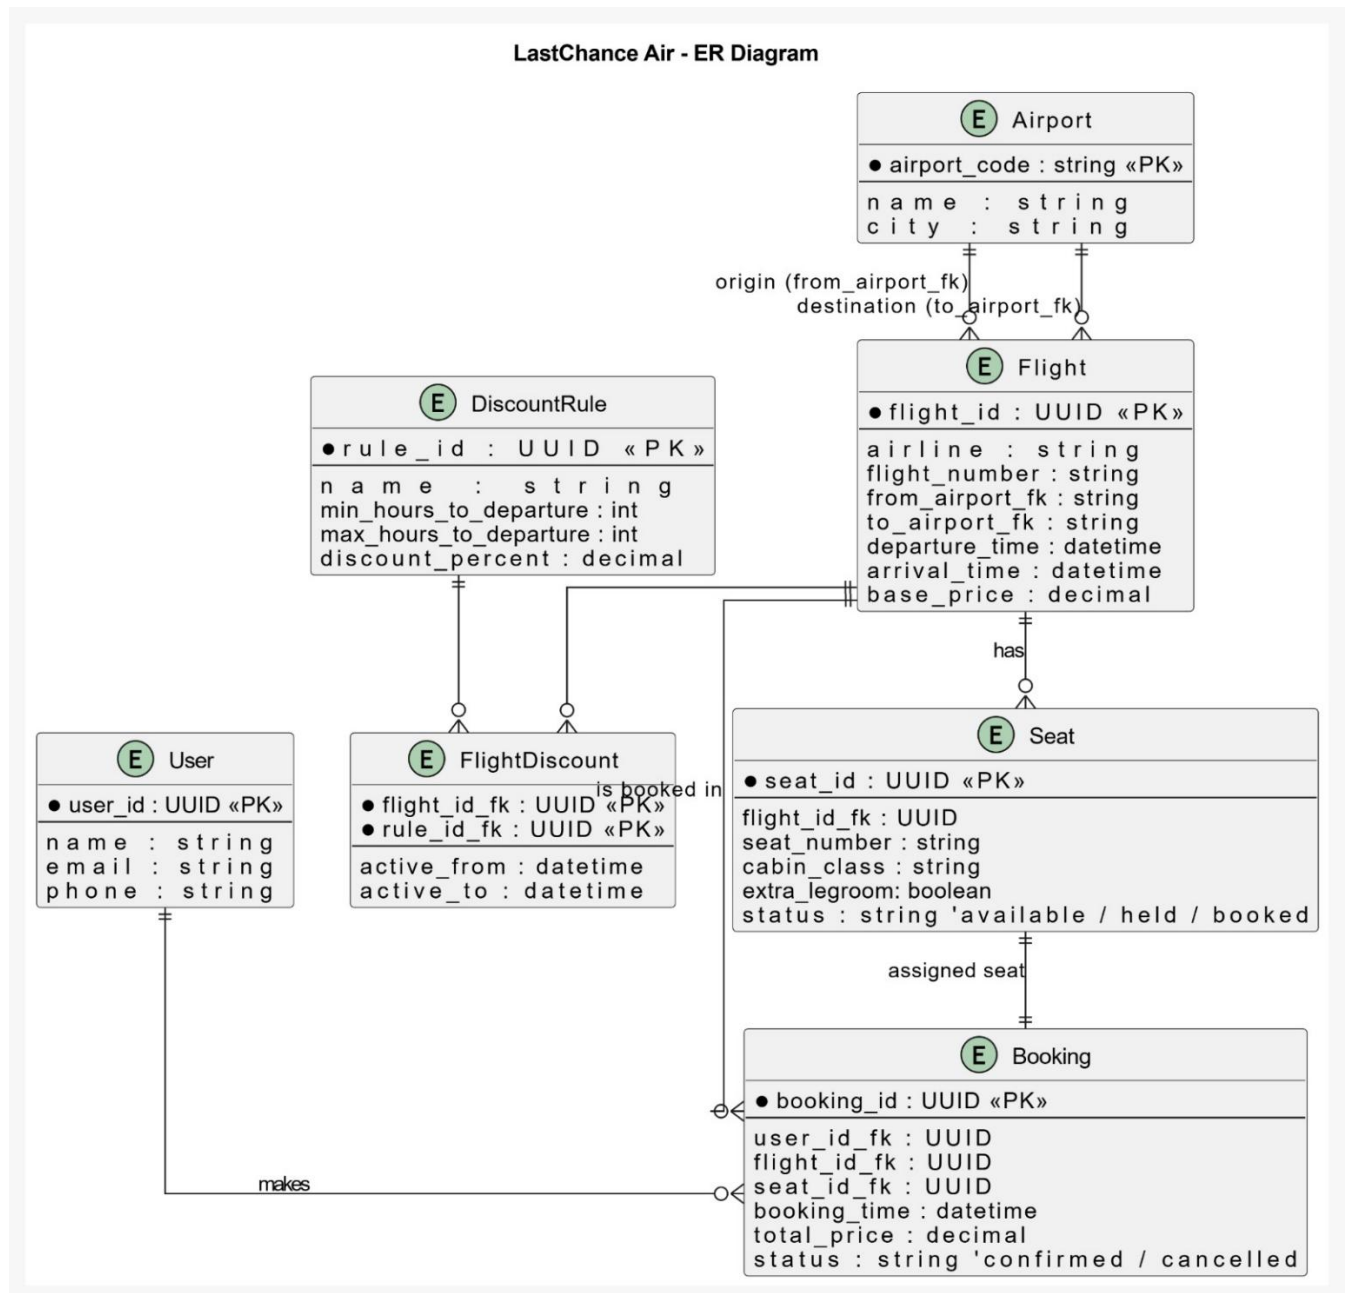 LastChance Air - ER Diagram
E Airport
airport_code : string «PK»
name : string
city : string
origin (from_airport_fk)
destination (to_airport_fk)
E Flight
flight_id : UUID «PK»
airline : string
flight_number : string
from_airport_fk : string
to_airport_fk : string
departure_time : datetime
arrival_time : datetime
base_price : decimal
E DiscountRule
rule_id : UUID «PK»
name : string
min_hours_to_departure : int
max_hours_to_departure : int
discount_percent : decimal
has
E User
user_id : UUID «PK»
name : string
email : string
phone : string
E FlightDiscount
flight_id_fk : UUID «PK»
rule_id_fk : UUID «PK»
active_from : datetime
active_to : datetime
is booked in
E Seat
seat_id : UUID «PK»
flight_id_fk : UUID
seat_number : string
cabin_class : string
extra_legroom: boolean
status : string 'available / held / booked
assigned seat
E Booking
booking_id : UUID «PK»
user_id_fk : UUID
flight_id_fk : UUID
seat_id_fk : UUID
booking_time : datetime
total_price : decimal
status : string 'confirmed / cancelled
makes